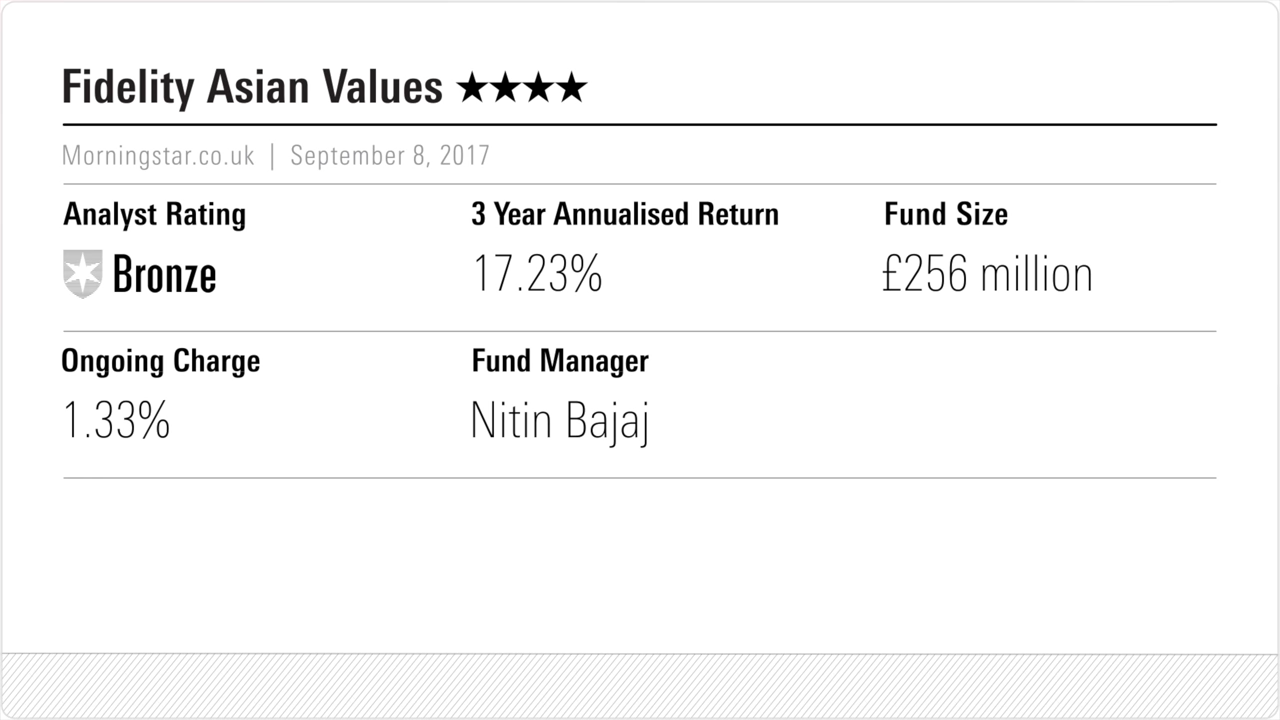 Fidelity Asian Values ★★★★
Morningstar.co.uk | September 8, 2017
Analyst Rating
Bronze
3 Year Annualised Return
17.23%
Fund Size
£256 million
Ongoing Charge
1.33%
Fund Manager
Nitin Bajaj